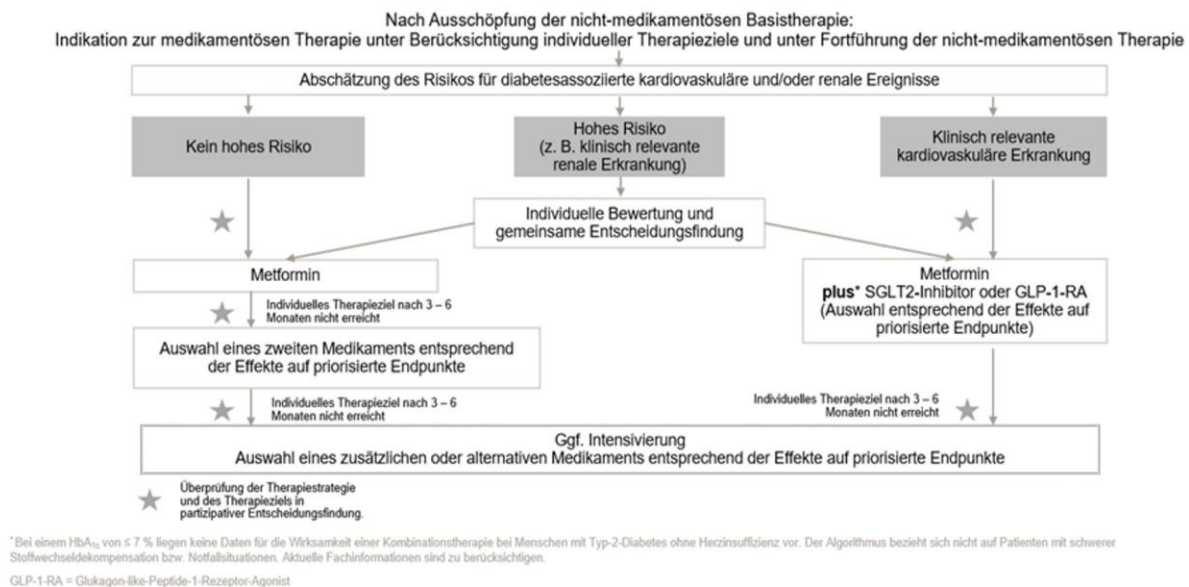 Nach Ausschöpfung der nicht-medikamentösen Basistherapie:
Indikation zur medikamentösen Therapie unter Berücksichtigung individueller Therapieziele und unter Fortführung der nicht-medikamentösen Therapie
Abschätzung des Risikos für diabetesassoziierte kardiovaskuläre und/oder renale Ereignisse
Kein hohes Risiko
Hohes Risiko
(z. B. klinisch relevante
renale Erkrankung)
Klinisch relevante
kardiovaskuläre Erkrankung
Individuelle Bewertung und
gemeinsame Entscheidungsfindung
Metformin
Metformin
plus* SGLT2-Inhibitor oder GLP-1-RA
(Auswahl entsprechend der Effekte auf
priorisierte Endpunkte)
Individuelles Therapieziel nach 3 – 6
Monaten nicht erreicht
Auswahl eines zweiten Medikaments entsprechend
der Effekte auf priorisierte Endpunkte
Individuelles Therapieziel nach 3 – 6
Monaten nicht erreicht
Individuelles Therapieziel nach 3 – 6
Monaten nicht erreicht
Ggf. Intensivierung
Auswahl eines zusätzlichen oder alternativen Medikaments entsprechend der Effekte auf priorisierte Endpunkte
Überprüfung der Therapiestrategie
und des Therapieziels in
partizipativer Entscheidungsfindung.
*Bei einem HbA1c von ≤ 7 % liegen keine Daten für die Wirksamkeit einer Kombinationstherapie bei Menschen mit Typ-2-Diabetes ohne Herzinsuffizienz vor. Der Algorithmus bezieht sich nicht auf Patienten mit schwerer
Stoffwechseldekompensation bzw. Notfallsituationen. Aktuelle Fachinformationen sind zu berücksichtigen.
GLP-1-RA = Glukagon-like-Peptide-1-Rezeptor-Agonist